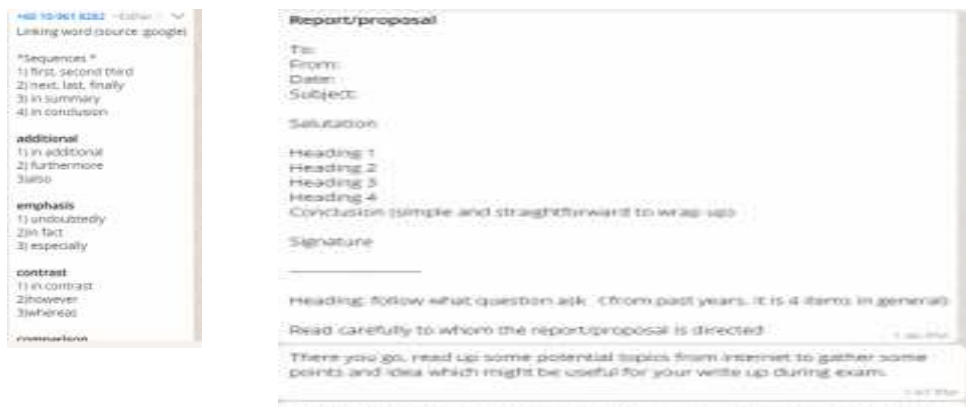 Linking word (source :google)
*Sequences *
1) first, second third
2) next, last, finally
3) in summary
4) in conclusion
additional
1) in additional
2) furthermore
3)also
emphasis
1) undoubtedly
2)in fact
3) especially
contrast
1) in contrast
2)however
3)whereas
comparison
Report/proposal
To:
From:
Date:
Subject:
Salutation
Heading 1
Heading 2
Heading 3
Heading 4
Conclusion (simple and straightforward to wrap up)
Signature
Heading: follow what question ask (from past years, it is 4 items in general)
Read carefully to whom the report/proposal is directed
There you go, read up some potential topics from internet to gather some
points and idea which might be useful for your write up during exam.